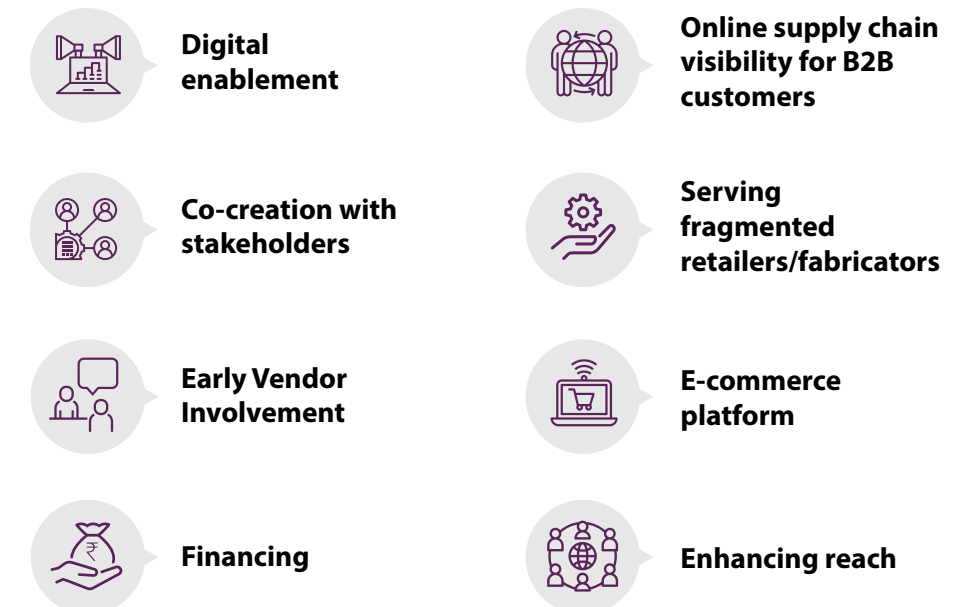 Digital
enablement
Online supply chain
visibility for B2B
customers
Co-creation with
stakeholders
Serving
fragmented
retailers/fabricators
Early Vendor
Involvement
E-commerce
platform
₹
Financing
Enhancing reach